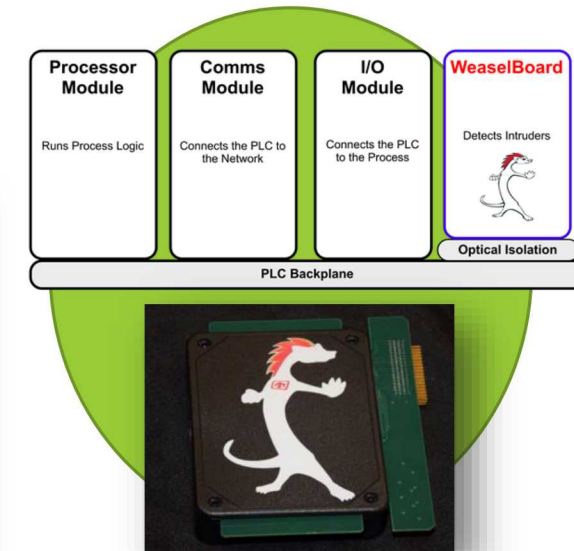 Processor
Module
Runs Process Logic
Comms
Module
Connects the PLC to
the Network
I/O
Module
Connects the PLC
to the Process
WeaselBoard
Detects Intruders
Optical Isolation
PLC Backplane